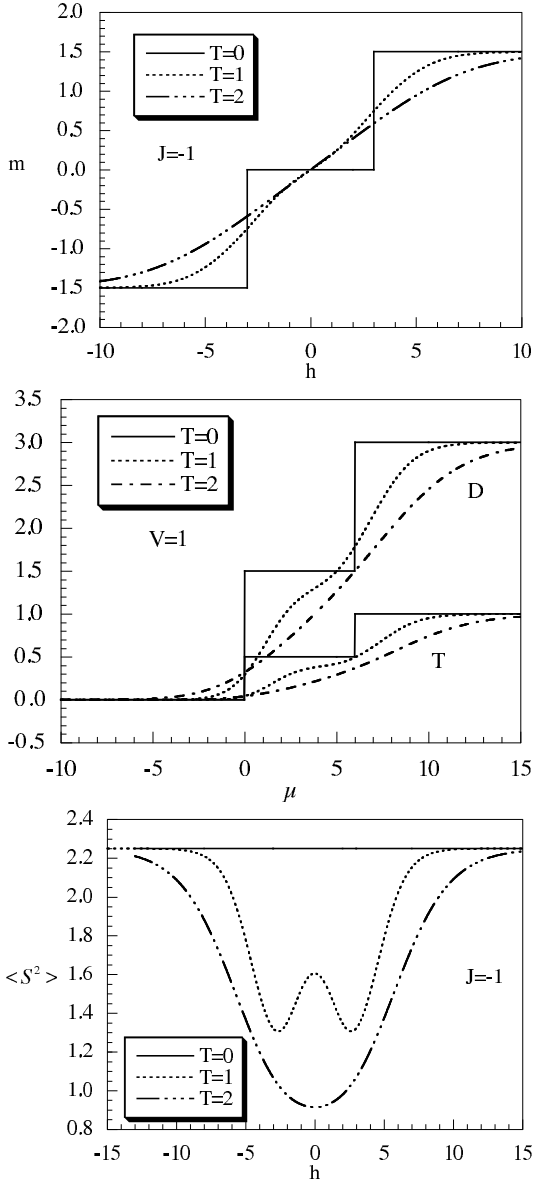 2.0
T=0
1.5
T=1
1.0
T=2
0.5
J=-1
m
0.0
-0.5
-1.0
-1.5
-2.0
-10 -5 0 5 10
h
3.5
T=0
3.0
T=1
2.5
T=2
D
2.0
V=1
1.5
1.0
0.5
T
0.0
-0.5
-10 -5 0 5 10 15
μ
2.4
2.2
2.0
1.8
1.6
<S²>
J=-1
1.4
1.2
T=0
T=1
1.0
T=2
0.8
-15 -10 -5 0 5 10 15
h